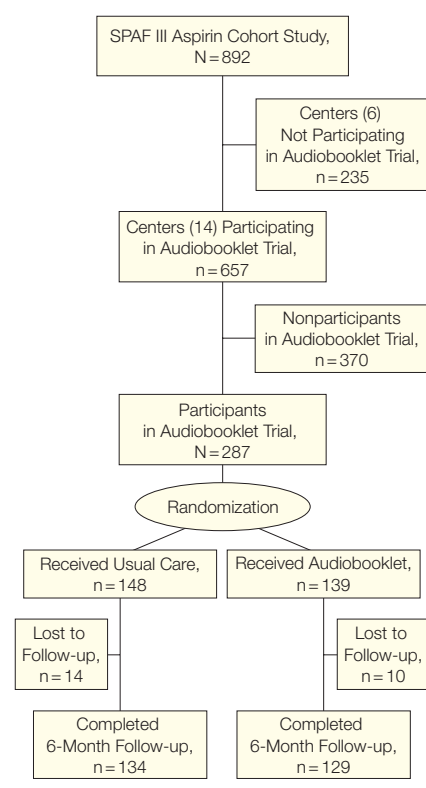 SPAF III Aspirin Cohort Study,
N=892
Centers (6)
Not Participating
in Audiobooklet Trial,
n=235
Centers (14) Participating
in Audiobooklet Trial,
n=657
Nonparticipants
in Audiobooklet Trial,
n=370
Participants
in Audiobooklet Trial,
N=287
Randomization
Received Usual Care,
n=148
Received Audiobooklet,
n=139
Lost to
Follow-up,
n=14
Lost to
Follow-up,
n=10
Completed
6-Month Follow-up,
n=134
Completed
6-Month Follow-up,
n=129